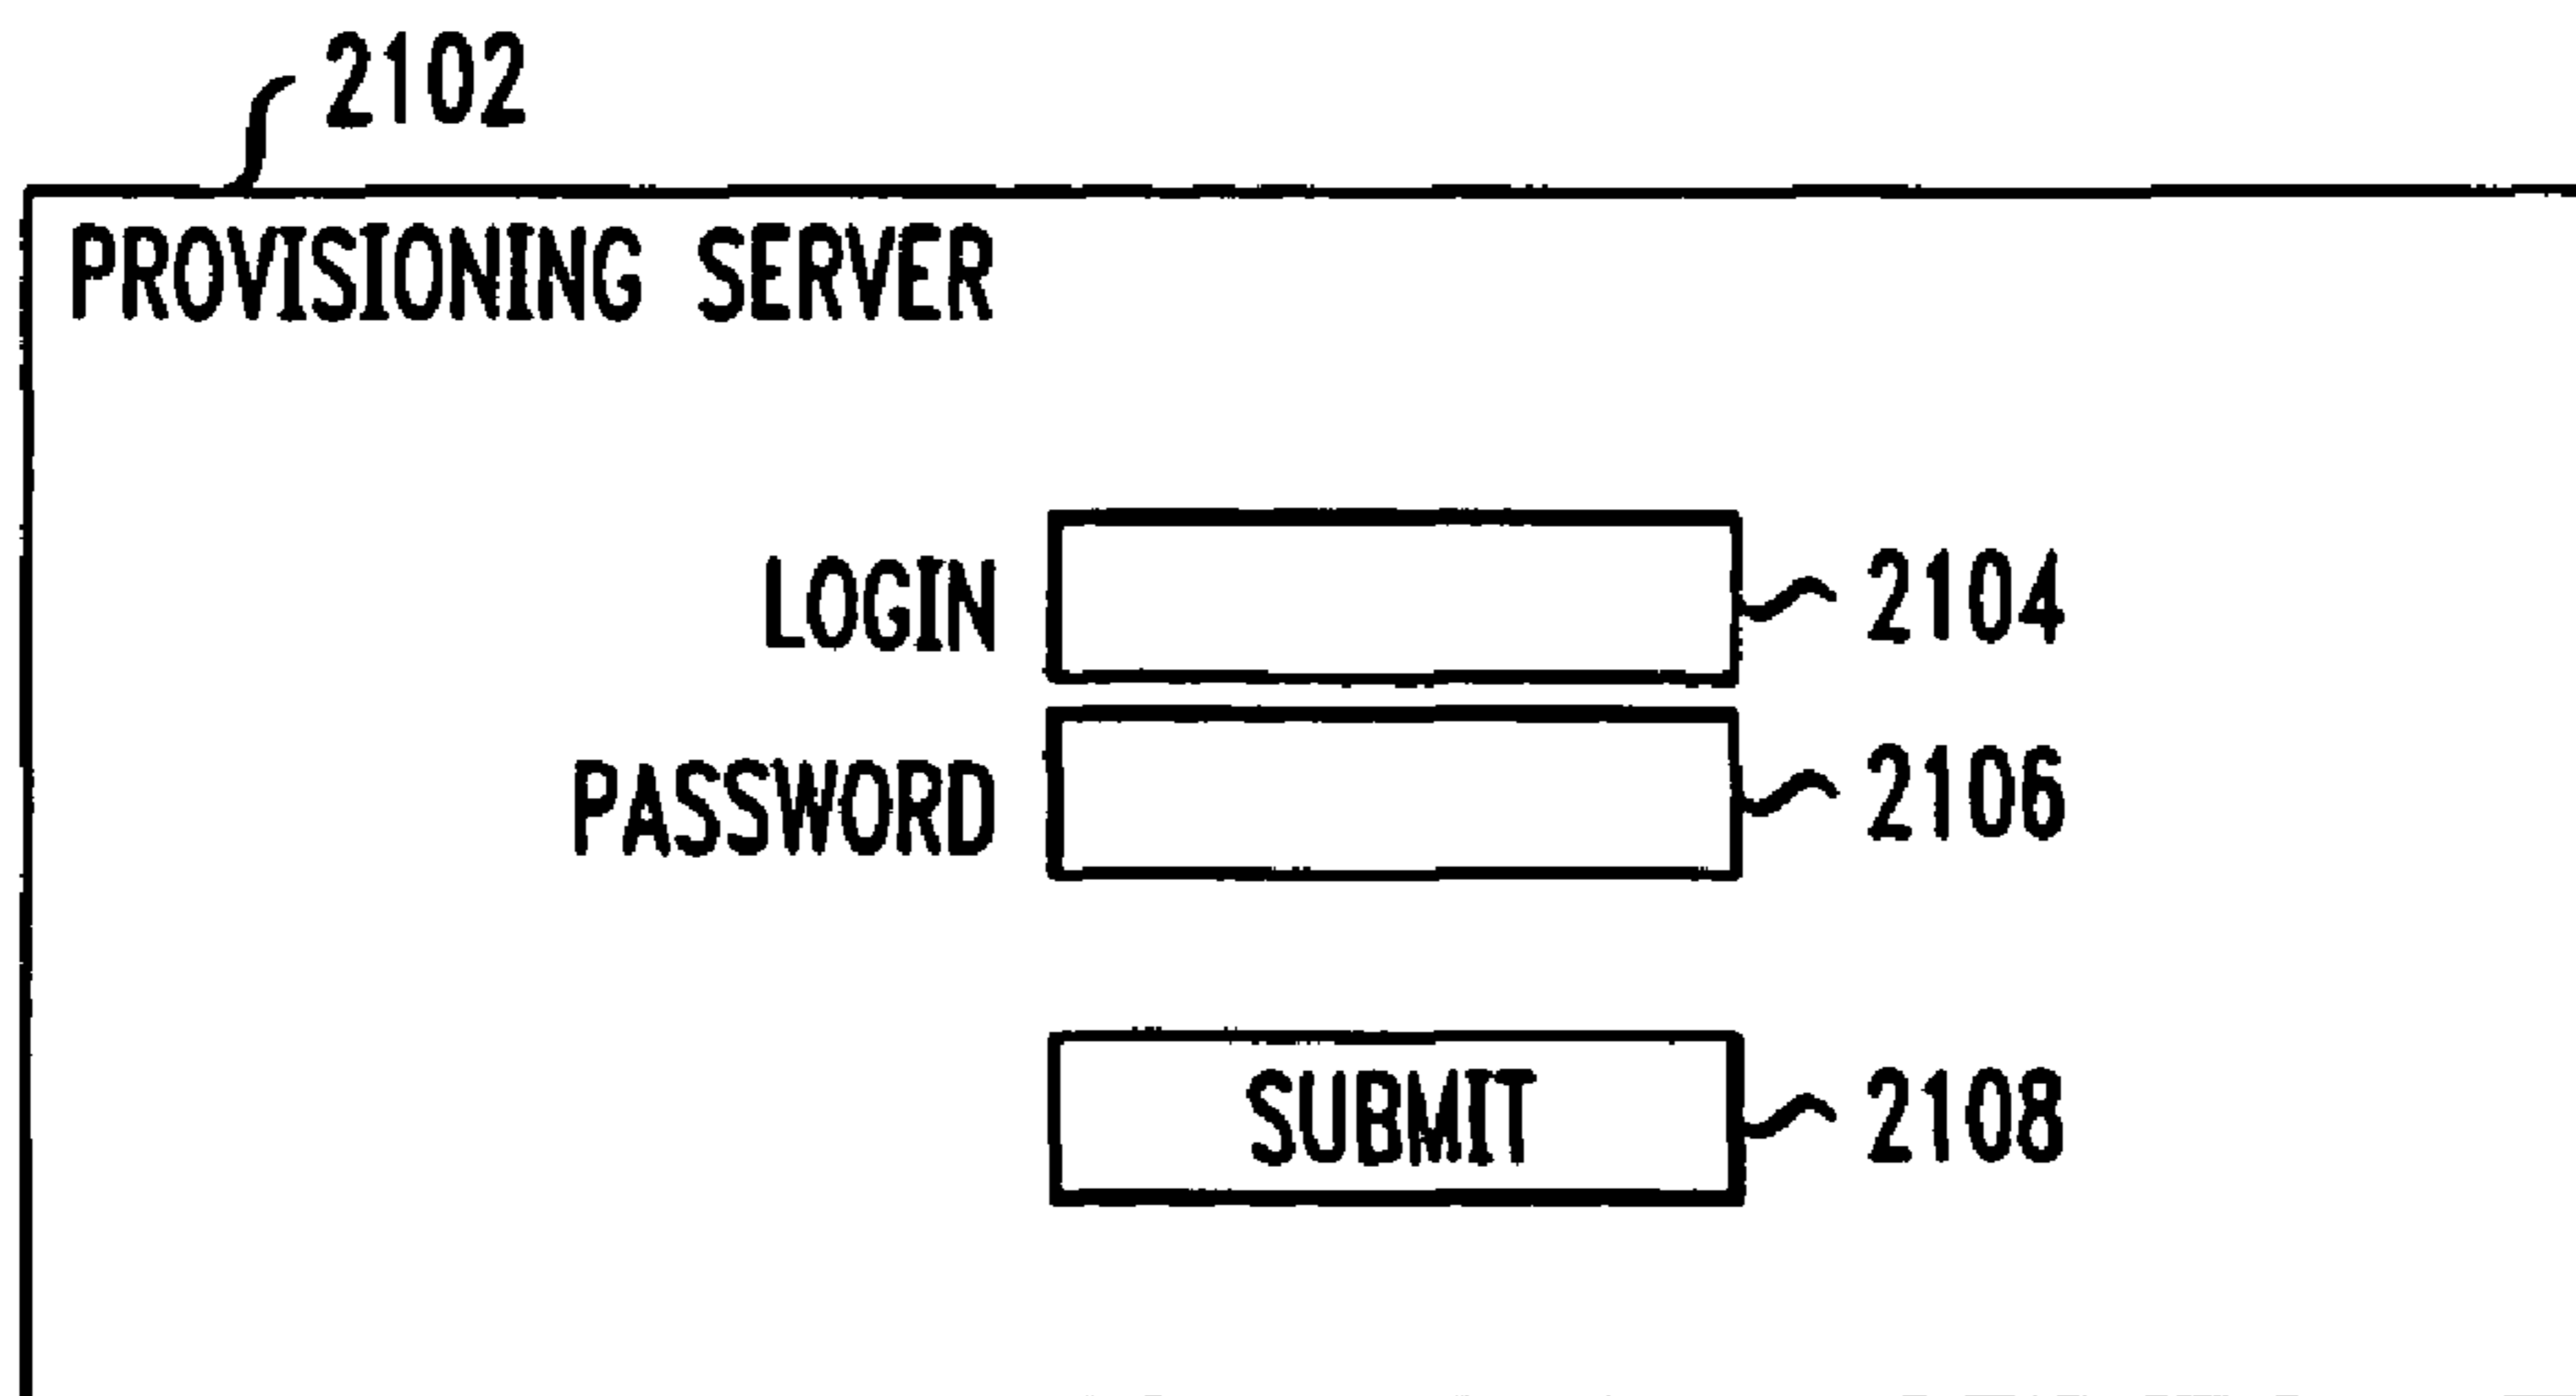 2102
PROVISIONING SERVER
LOGIN 2104
PASSWORD 2106
SUBMIT 2108